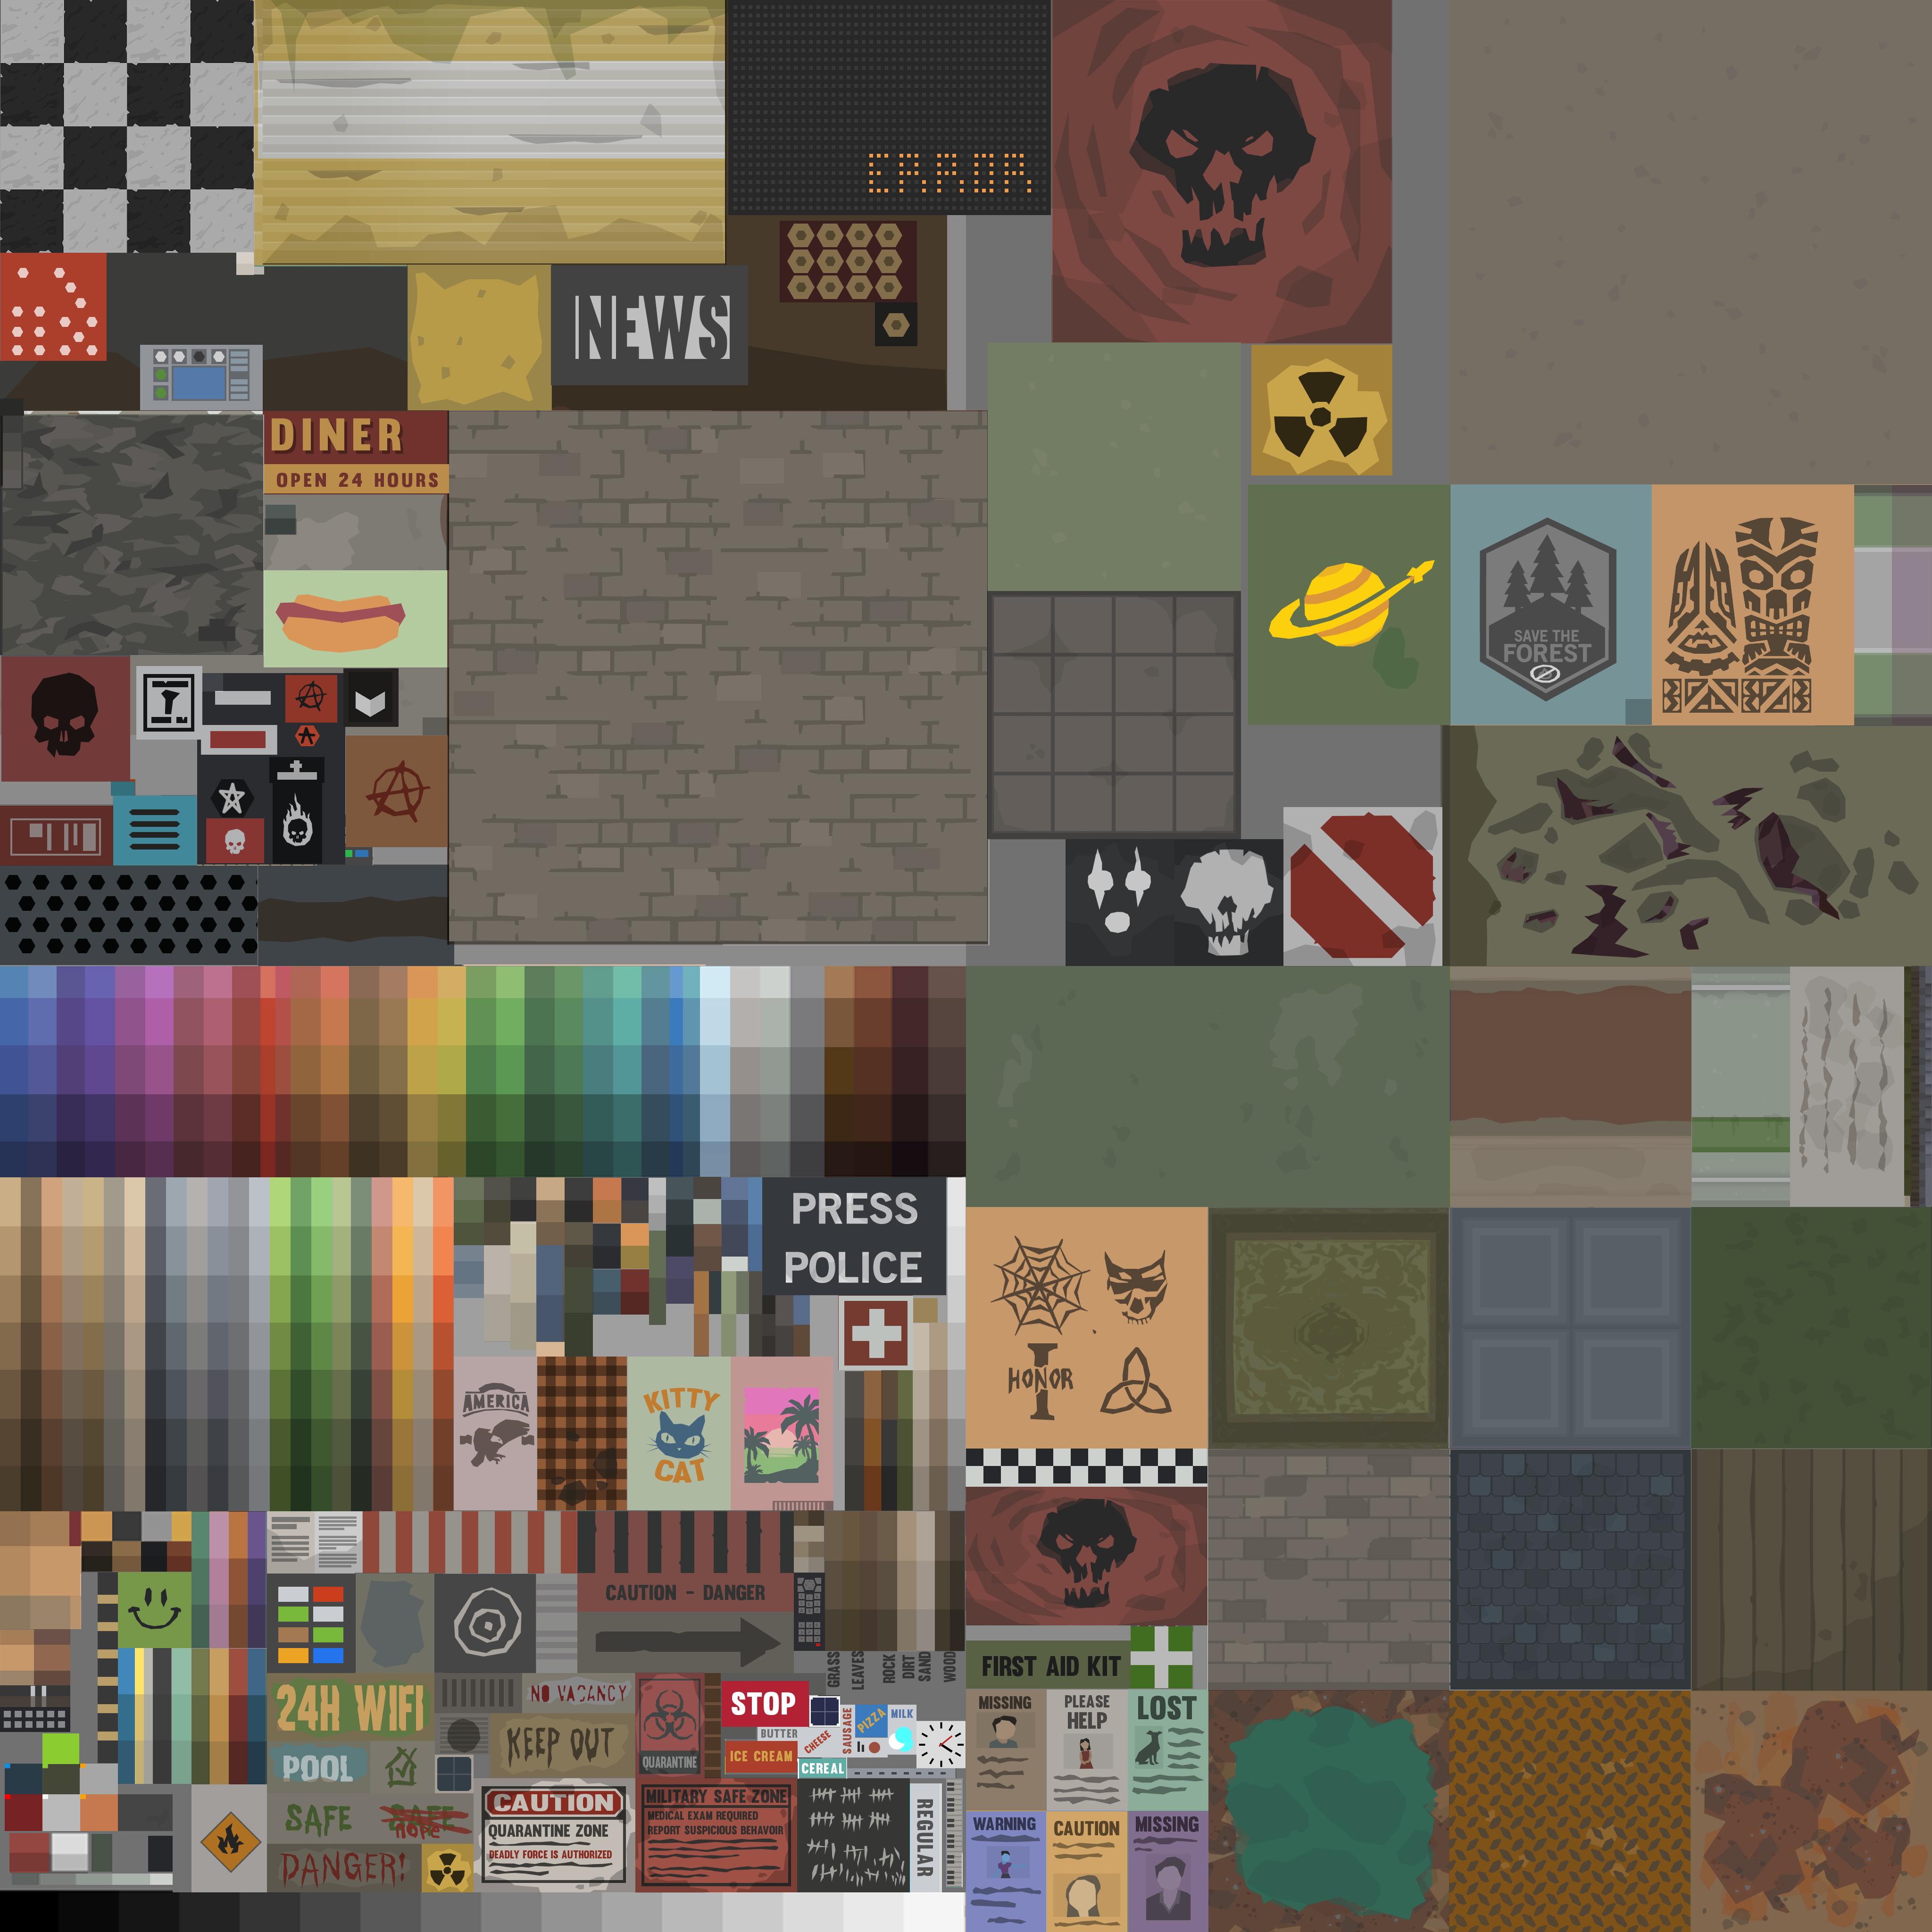 ERROR
NEWS
DINER
OPEN 24 HOURS
SAVE THE
FOREST
PRESS
POLICE
AMERICA
KITTY
CAT
HONOR
CAUTION - DANGER
GRASS
LEAVES
ROCK
DIRT
SAND
WOOD
FIRST AID KIT
24H WIFI
NO VACANCY
KEEP OUT
QUARANTINE
STOP
BUTTER
ICE CREAM
CHEESE
SAUSAGE
PIZZA
MILK
CEREAL
POOL
SAFE
SAFE
NOPE
DANGER!
CAUTION
QUARANTINE ZONE
DEADLY FORCE IS AUTHORIZED
MILITARY SAFE ZONE
MEDICAL EXAM REQUIRED
REPORT SUSPICIOUS BEHAVOIR
REGULAR
MISSING
PLEASE
HELP
LOST
WARNING
CAUTION
MISSING